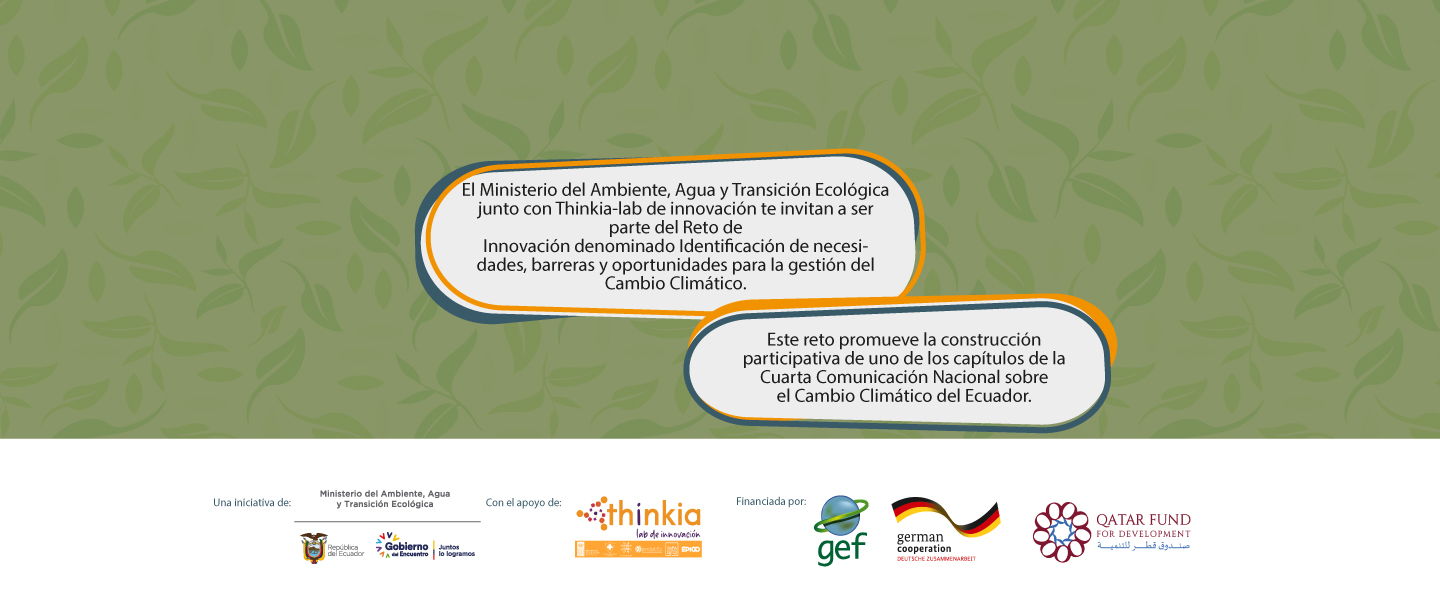 El Ministerio del Ambiente, Agua y Transición Ecológica
junto con Thinkia-lab de innovación te invitan a ser
parte del Reto de
Innovación denominado Identificación de necesi-
dades, barreras y oportunidades para la gestión del
Cambio Climático.
Este reto promueve la construcción
participativa de uno de los capítulos de la
Cuarta Comunicación Nacional sobre
el Cambio Climático del Ecuador.
Una iniciativa de:
Ministerio del Ambiente, Agua
y Transición Ecológica
República
del Ecuador
Gobierno
de Encuentro
Juntos
lo logramos
Con el apoyo de:
thinkia
lab de innovación
Financiada por:
gef
german
cooperation
DEUTSCHE ZUSAMMENARBEIT
QATAR FUND
FOR DEVELOPMENT
صندوق قطر للتنمية